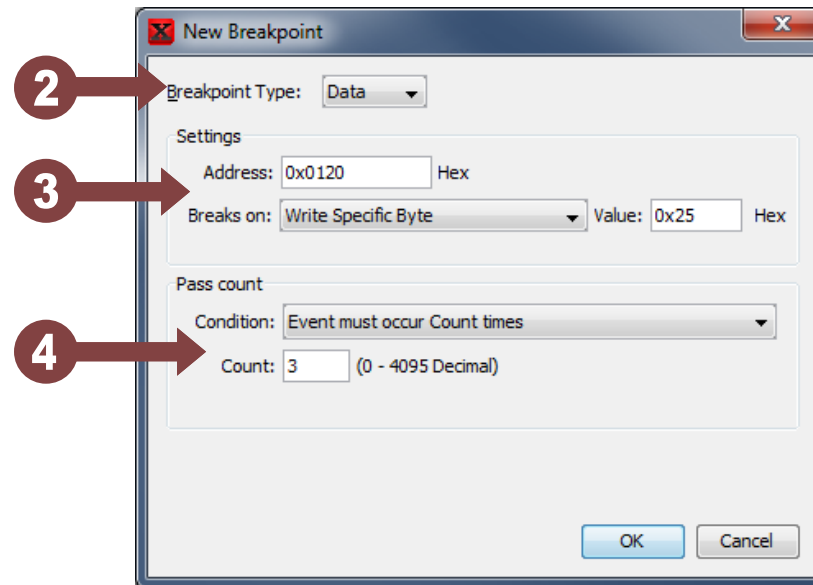 New Breakpoint
2
Breakpoint Type: Data
Settings
Address: 0x0120 Hex
3
Breaks on: Write Specific Byte Value: 0x25 Hex
Pass count
Condition: Event must occur Count times
4
Count: 3 (0 - 4095 Decimal)
OK Cancel